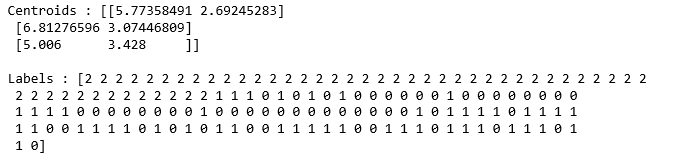 Centroids : [[5.77358491 2.69245283]
[6.81276596 3.07446809]
[5.006 3.428 ]]
Labels : [2 2 2 2 2 2 2 2 2 2 2 2 2 2 2 2 2 2 2 2 2 2 2 2 2 2 2 2 2 2 2 2 2 2 2 2 2
2 2 2 2 2 2 2 2 2 2 2 2 2 1 1 1 0 1 0 1 0 1 0 0 0 0 0 0 1 0 0 0 0 0 0 0 0
1 1 1 1 0 0 0 0 0 0 0 0 1 0 0 0 0 0 0 0 0 0 0 0 0 0 1 0 1 1 1 1 0 1 1 1 1
1 1 0 0 1 1 1 1 0 1 0 1 0 1 1 0 0 1 1 1 1 1 0 0 1 1 1 0 1 1 1 0 1 1 1 0 1
1 0]